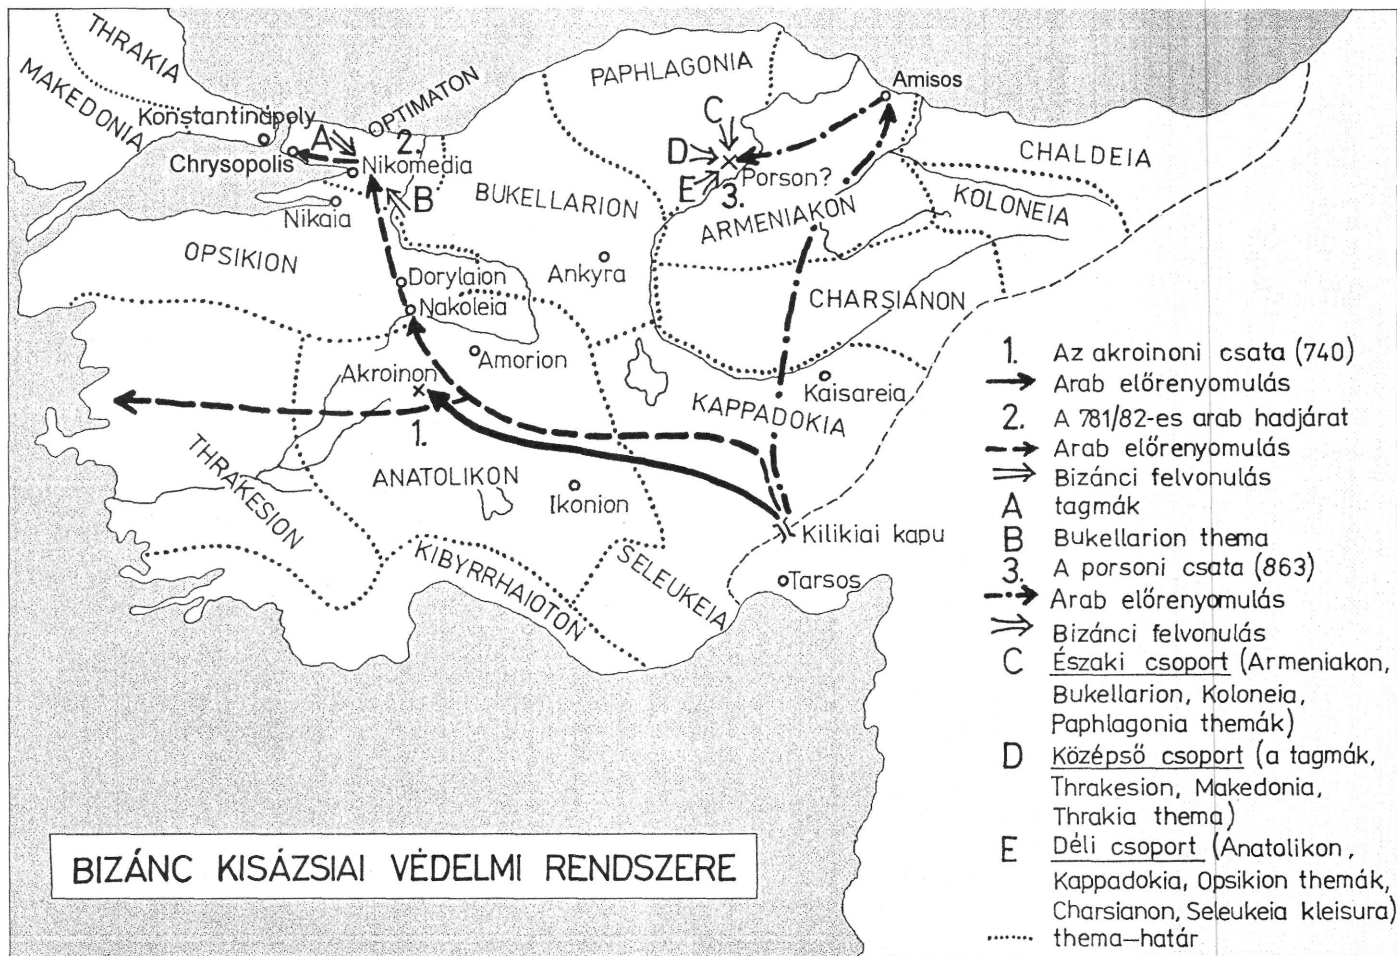 THRAKIA
MAKEDONIA
Konstantinápoly
Chrysopolis
A
OPTIMATON
2.
Nikomedia
B
Nikaia
OPSIKION
BUKELLARION
PAPHLAGONIA
C
D
E
3.
Porson?
Amisos
CHALDEIA
KOLONEIA
ARMENIAKON
Dorylaion
Nakoleia
Ankyra
CHARSIANON
Amorion
Akroinon
1.
KAPPADOKIA
Kaisareia
THRAKESION
ANATOLIKON
Ikonion
KIBYRRHAIOTON
SELEUKEIA
Kilikiai kapu
Tarsos
1. Az akroinoni csata (740)
Arab előrenyomulás
2. A 781/82-es arab hadjárat
Arab előrenyomulás
Bizánci felvonulás
A tagmák
B Bukellarion thema
3. A porsoni csata (863)
Arab előrenyomulás
Bizánci felvonulás
C Északi csoport (Armeniakon,
Bukellarion, Koloneia,
Paphlagonia themák)
D Középső csoport (a tagmák,
Thrakesion, Makedonia,
Thrakia thema)
E Déli csoport (Anatolikon,
Kappadokia, Opsikion themák,
Charsianon, Seleukeia kleisura)
thema-határ
BIZÁNC KISÁZSIAI VÉDELMI RENDSZERE